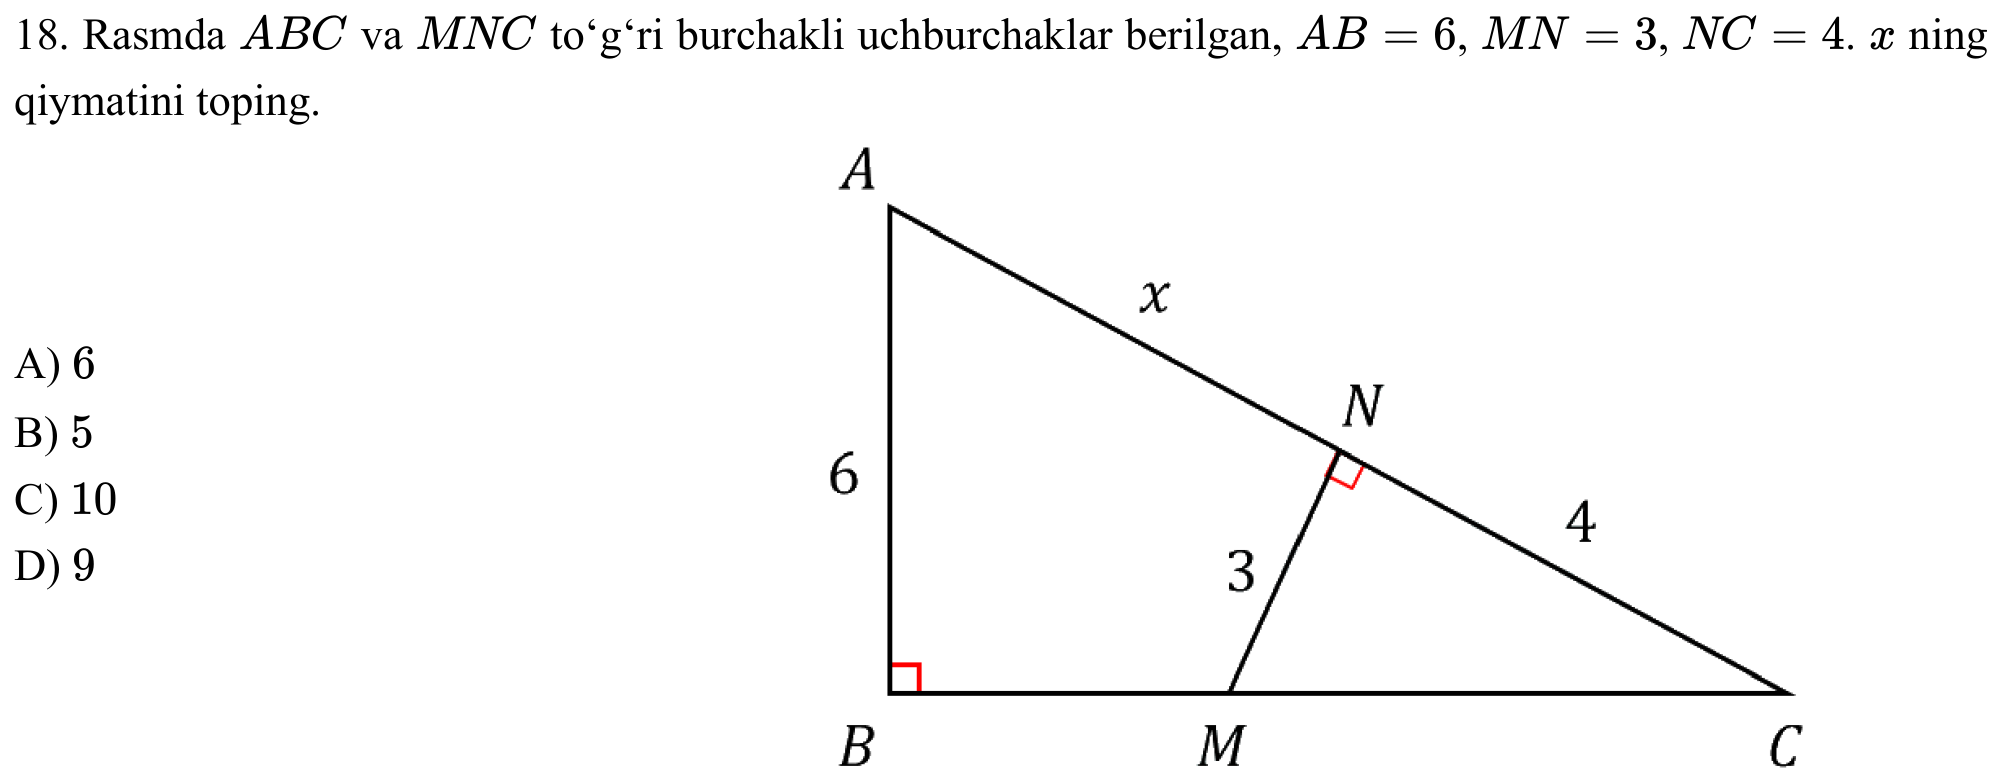 18. Rasmda ABC va MNC to‘g‘ri burchakli uchburchaklar berilgan, AB = 6, MN = 3, NC = 4. x ning
qiymatini toping.
A
x
A) 6
N
B) 5
6
C) 10
4
3
D) 9
B
M
C